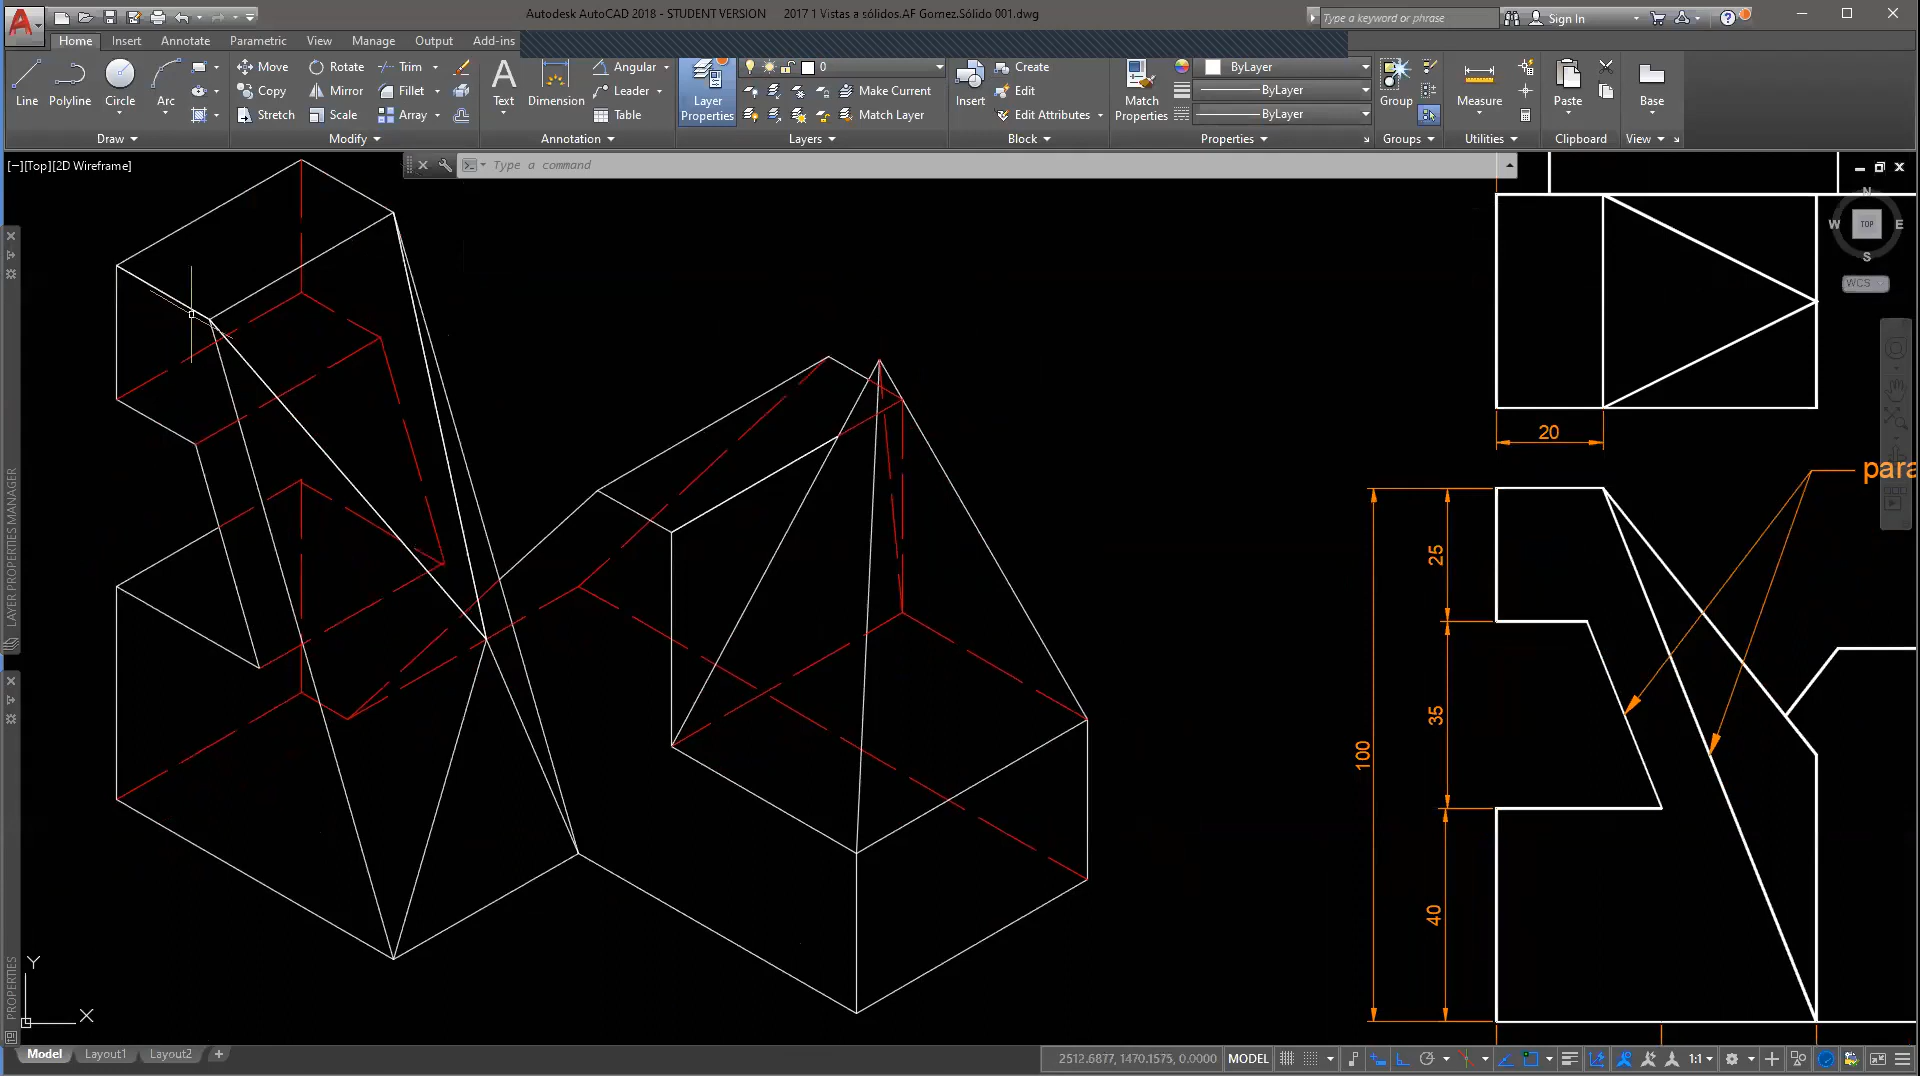 Autodesk AutoCAD 2018 - STUDENT VERSION 2017 1 Vistas a sólidos.AF Gomez.Sólido 001.dwg
Type a keyword or phrase
Sign In
Home Insert Annotate Parametric View Manage Output Add-ins
Line Polyline Circle Arc
Move Rotate Trim
Copy Mirror Fillet
Stretch Scale Array
Text Dimension
Angular
Leader
Table
Layer Properties
0
Make Current
Match Layer
Insert
Create
Edit
Edit Attributes
Match Properties
ByLayer
ByLayer
ByLayer
Group
Measure
Paste
Base
Draw Modify Annotation Layers Block Properties Groups Utilities Clipboard View
[−][Top][2D Wireframe]
Type a command
N
W TOP E
S
WCS
LAYER PROPERTIES MANAGER
PROPERTIES
20
para
25
35
100
40
Y
X
Model Layout1 Layout2 +
2512.6877, 1470.1575, 0.0000 MODEL 1:1